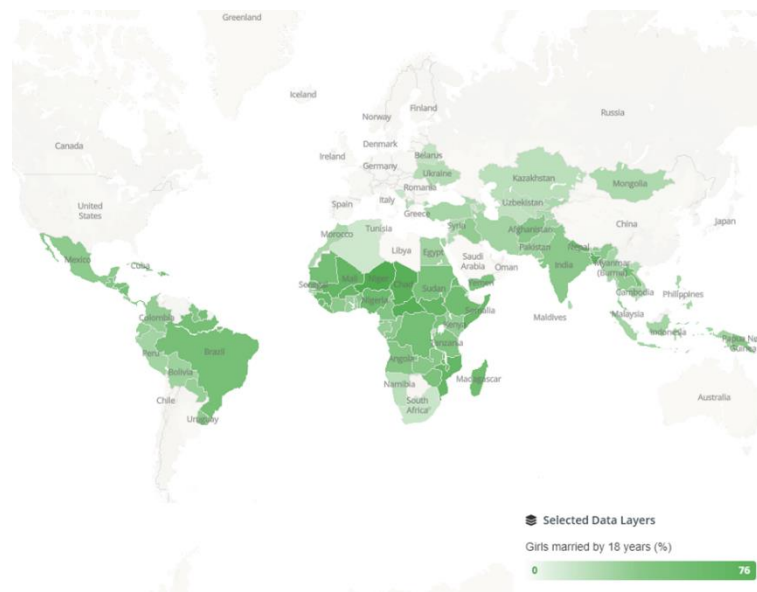 Greenland
Iceland
Finland
Norway
Russia
Canada
Denmark
Ireland
Belarus
Germany
Ukraine
Kazakhstan
Mongolia
Romania
United
States
Spain
Italy
Uzbekistan
Greece
China
Japan
Tunisia
Syria
Afghanistan
Morocco
Libya
Egypt
Pakistan
Nepal
Saudi
Arabia
Oman
India
Myanmar
(Burma)
Mexico
Cuba
Mali
Niger
Chad
Sudan
Yemen
Senegal
Nigeria
Cambodia
Philippines
Somalia
Colombia
Maldives
Malaysia
Kenya
Indonesia
Papua New
Guinea
Tanzania
Peru
Brazil
Angola
Bolivia
Namibia
Madagascar
Chile
South
Africa
Australia
Uruguay
Selected Data Layers
Girls married by 18 years (%)
0 76